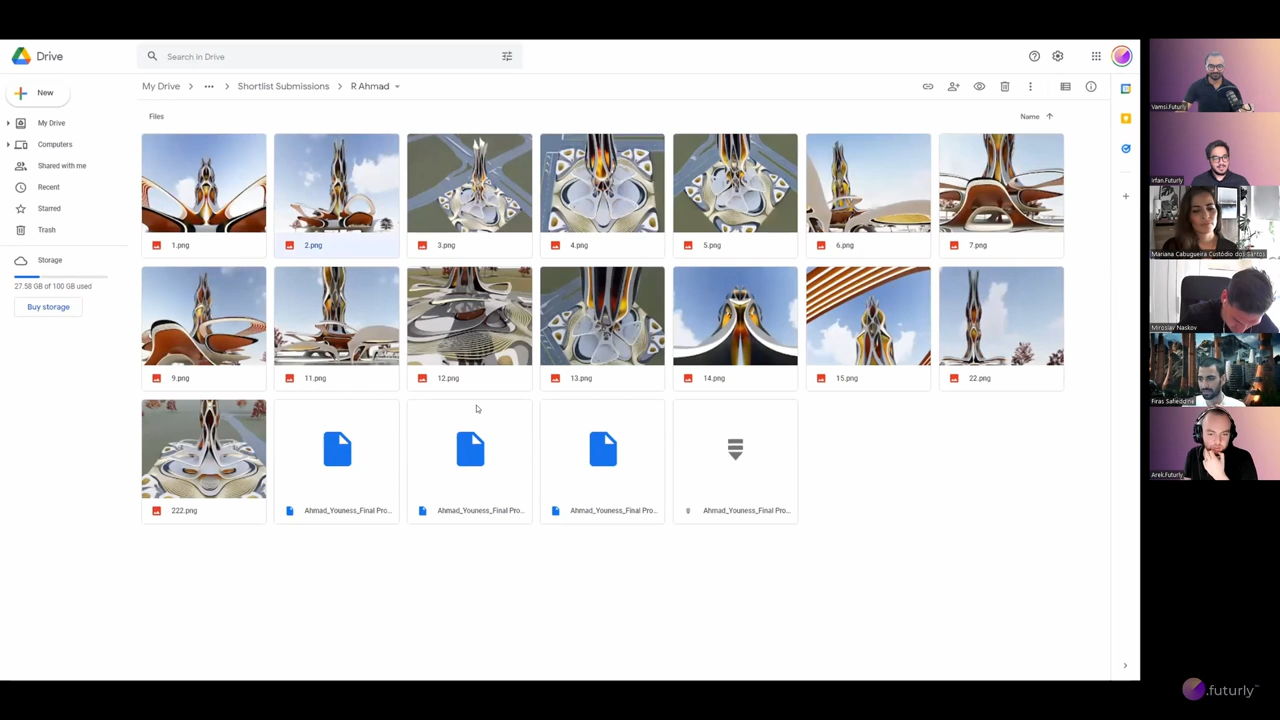 Drive
Search in Drive
New
My Drive
Computers
Shared with me
Recent
Starred
Trash
Storage
27.58 GB of 100 GB used
Buy storage
My Drive
Shortlist Submissions
R Ahmad
Files
Name
1.png
2.png
3.png
4.png
5.png
6.png
7.png
9.png
11.png
12.png
13.png
14.png
15.png
22.png
222.png
Ahmad_Youness_Final Pro...
Ahmad_Youness_Final Pro...
Ahmad_Youness_Final Pro...
Ahmad_Youness_Final Pro...
Vamsi.Futurly
Irfan.Futurly
Mariana Cabugueira Custódio dos Santos
Miroslav Naskov
Firas Safieddine
Arek.Futurly
.futurly™